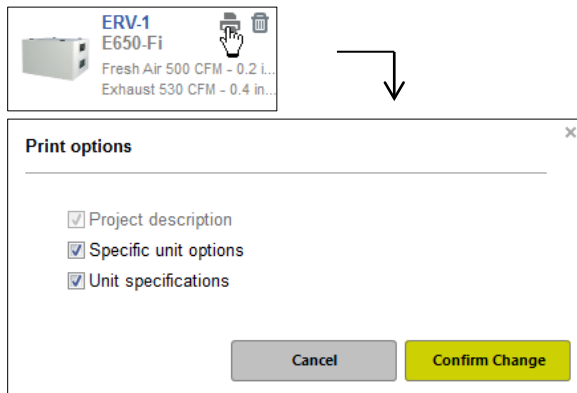 ERV-1
E650-Fi
Fresh Air 500 CFM - 0.2 i...
Exhaust 530 CFM - 0.4 in...
Print options
Project description
Specific unit options
Unit specifications
Cancel
Confirm Change